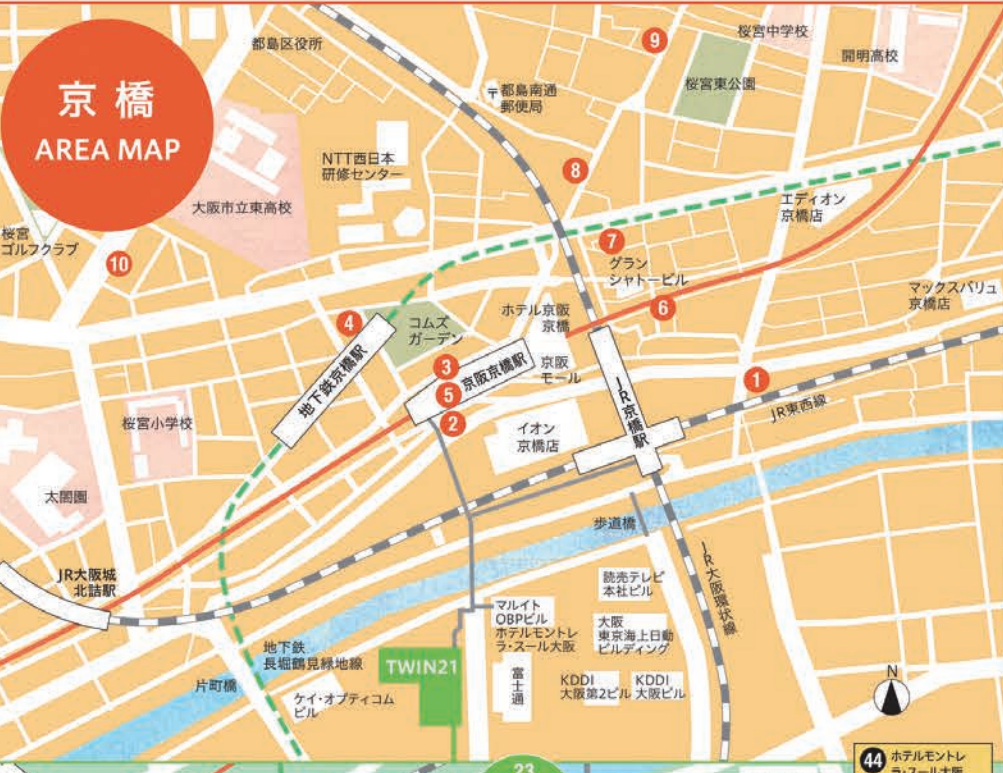 京橋
AREA MAP
都島区役所
〒都島南通
郵便局
9
桜宮中学校
開明高校
桜宮東公園
NTT西日本
研修センター
8
大阪市立東高校
エディオン
京橋店
桜宮
ゴルフクラブ
10
7
グラン
シャトービル
マックスバリュ
京橋店
6
ホテル京阪
京橋
4
コムズ
ガーデン
地下鉄京橋駅
3
京阪京橋駅
5
2
京阪
モール
JR京橋駅
1
JR東西線
桜宮小学校
イオン
京橋店
太閤園
歩道橋
JR大阪城
北詰駅
読売テレビ
本社ビル
JR大阪環状線
マルイト
OBPビル
ホテルモントレ
ラ・スール大阪
大阪
東京海上日動
ビルディング
地下鉄
長堀鶴見緑地線
TWIN21
富士通
KDDI
大阪第2ビル
KDDI
大阪ビル
片町橋
ケイ・オプティコム
ビル
N
23
44 ホテルモントレ
ラ・スール大阪